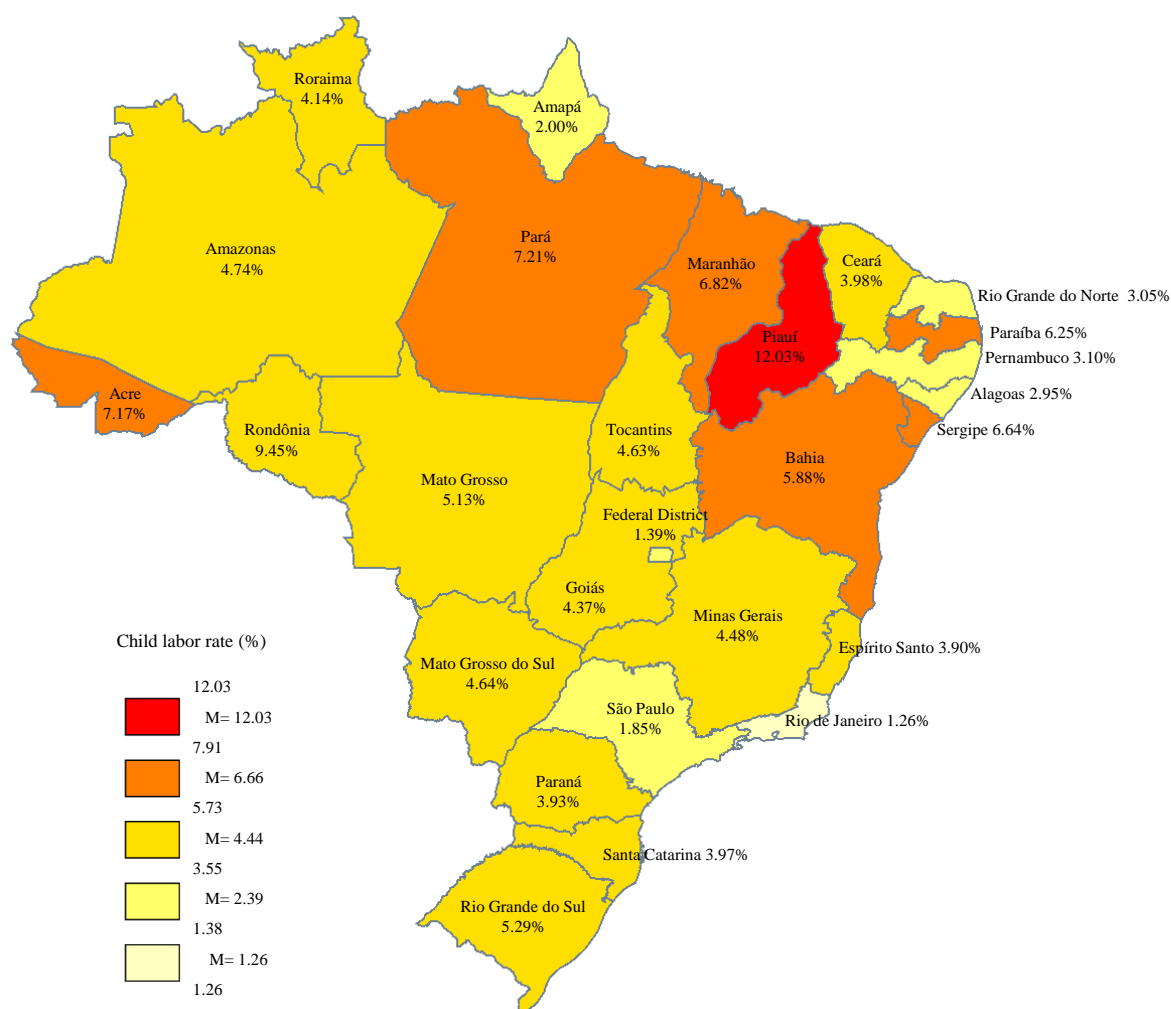 Roraima
4.14%
Amapá
2.00%
Amazonas
4.74%
Pará
7.21%
Maranhão
6.82%
Ceará
3.98%
Rio Grande do Norte 3.05%
Piauí
12.03%
Paraíba 6.25%
Pernambuco 3.10%
Alagoas 2.95%
Sergipe 6.64%
Acre
7.17%
Rondônia
9.45%
Tocantins
4.63%
Bahia
5.88%
Mato Grosso
5.13%
Federal District
1.39%
Goiás
4.37%
Minas Gerais
4.48%
Espírito Santo 3.90%
Mato Grosso do Sul
4.64%
São Paulo
1.85%
Rio de Janeiro 1.26%
Paraná
3.93%
Santa Catarina 3.97%
Rio Grande do Sul
5.29%
Child labor rate (%)
12.03
M= 12.03
7.91
M= 6.66
5.73
M= 4.44
3.55
M= 2.39
1.38
M= 1.26
1.26